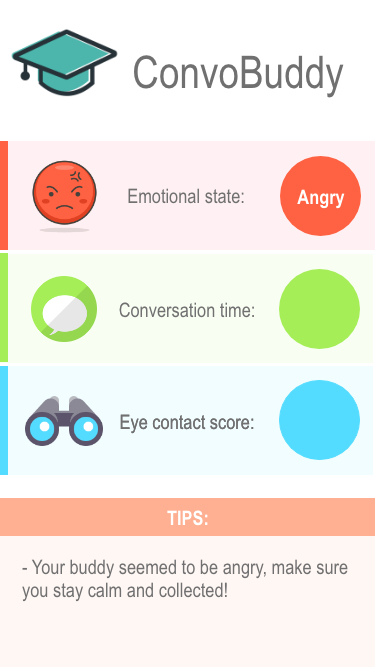 ConvoBuddy
Emotional state:
Angry
Conversation time:
Eye contact score:
TIPS:
- Your buddy seemed to be angry, make sure
you stay calm and collected!